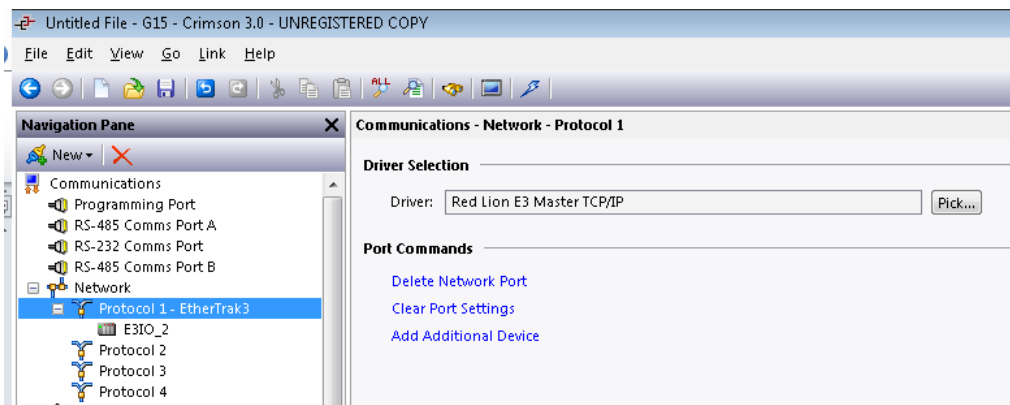 Untitled File - G15 - Crimson 3.0 - UNREGISTERED COPY
File Edit View Go Link Help
ALL
Navigation Pane
New
Communications
Programming Port
RS-485 Comms Port A
RS-232 Comms Port
RS-485 Comms Port B
Network
Protocol 1 - EtherTrak3
E3IO_2
Protocol 2
Protocol 3
Protocol 4
Communications - Network - Protocol 1
Driver Selection
Driver: Red Lion E3 Master TCP/IP Pick...
Port Commands
Delete Network Port
Clear Port Settings
Add Additional Device